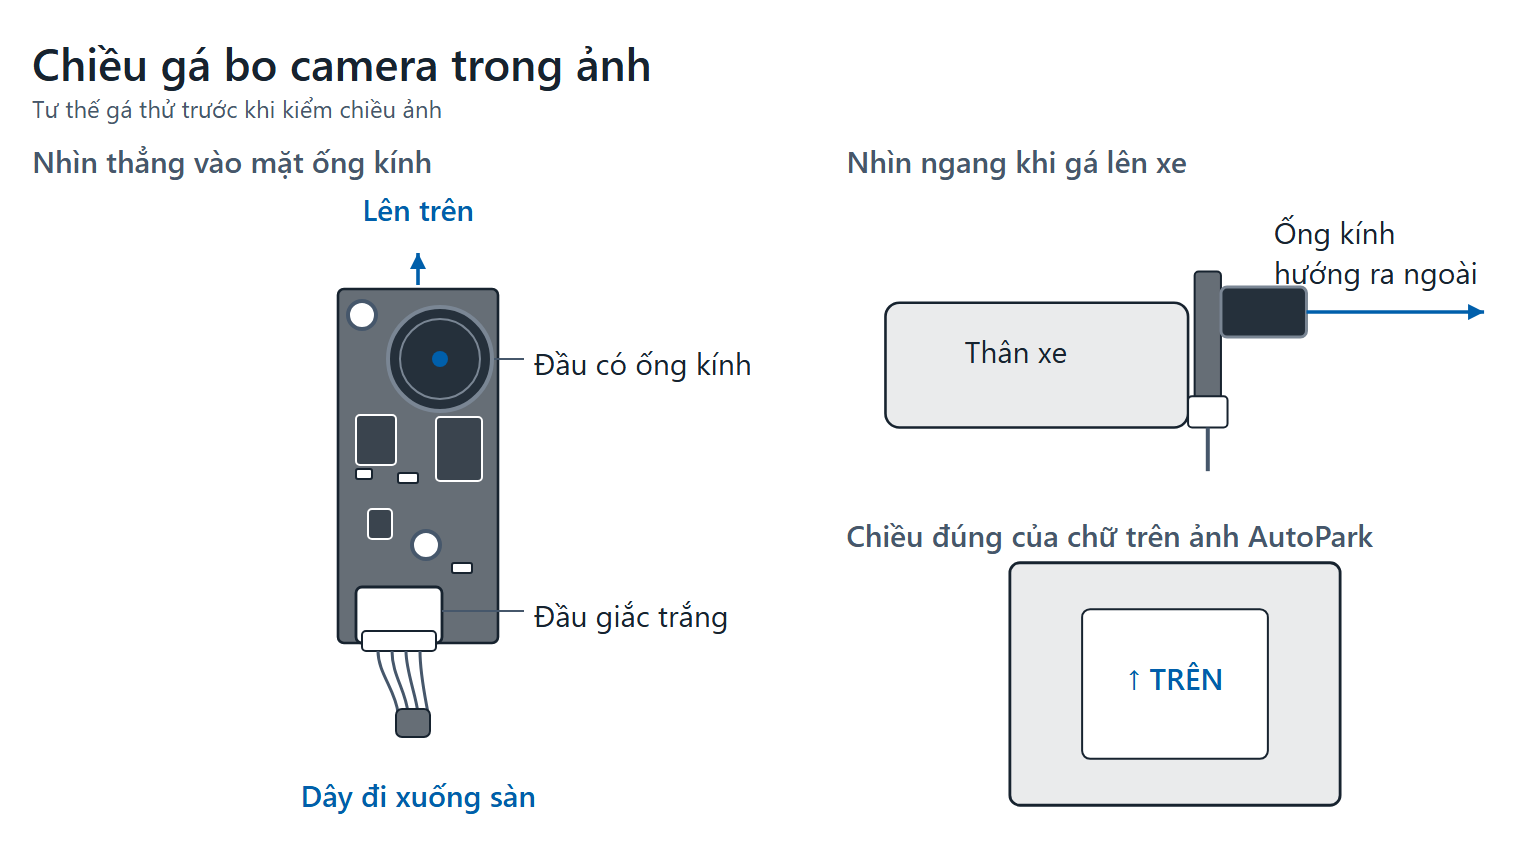 Chiều gá bo camera trong ảnh
Tư thế gá thử trước khi kiểm chiều ảnh
Nhìn thẳng vào mặt ống kính
Lên trên
Đầu có ống kính
Đầu giắc trắng
Dây đi xuống sàn
Nhìn ngang khi gá lên xe
Ống kính
hướng ra ngoài
Thân xe
Chiều đúng của chữ trên ảnh AutoPark
↑ TRÊN